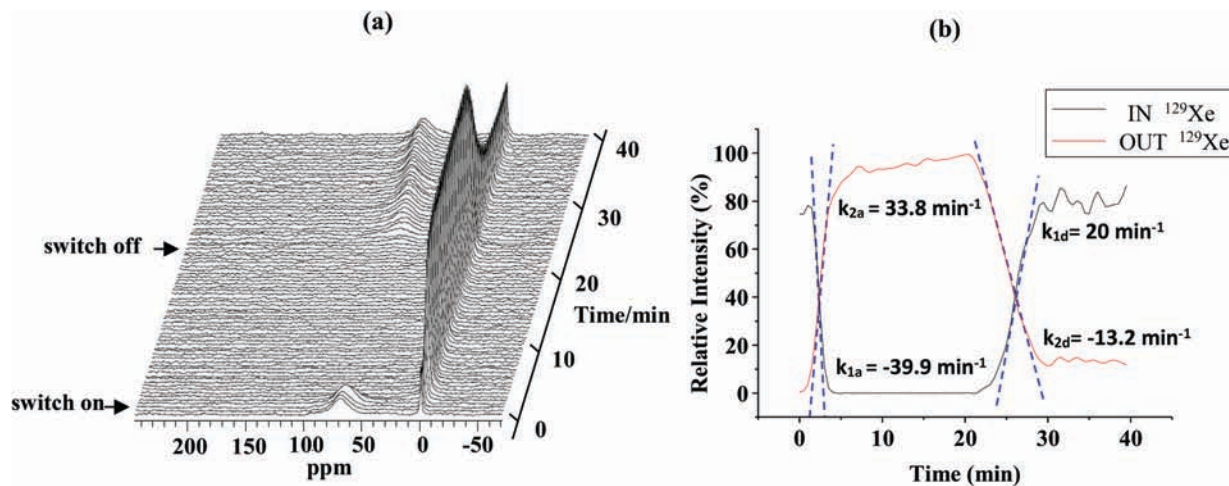 (a)
switch off
switch on
200 150 100 50 0 -50
ppm
0
10
20
30
40
Time/min
(b)
IN ¹²⁹Xe
OUT ¹²⁹Xe
Relative Intensity (%)
100
80
60
40
20
0
k₂ₐ = 33.8 min⁻¹
k₁d = 20 min⁻¹
k₁ₐ = -39.9 min⁻¹
k₂d = -13.2 min⁻¹
0 10 20 30 40
Time (min)